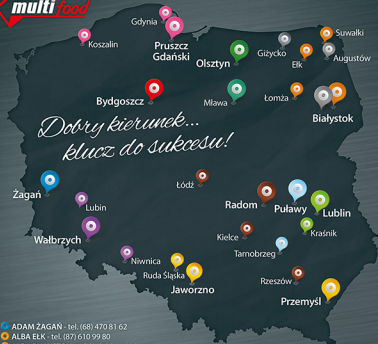 multifood
Gdynia
Koszalin
Pruszcz
Gdański
Suwałki
Giżycko
Olsztyn
Ełk
Augustów
Bydgoszcz
Mława
Łomża
Białystok
Dobry kierunek...
klucz do sukcesu!
Łódź
Żagań
Lubin
Radom
Puławy
Lublin
Wałbrzych
Kielce
Kraśnik
Tarnobrzeg
Niwnica
Ruda Śląska
Jaworzno
Rzeszów
Przemyśl
ADAM ŻAGAŃ - tel. (68) 470 81 62
ALBA EŁK - tel. (87) 610 99 80